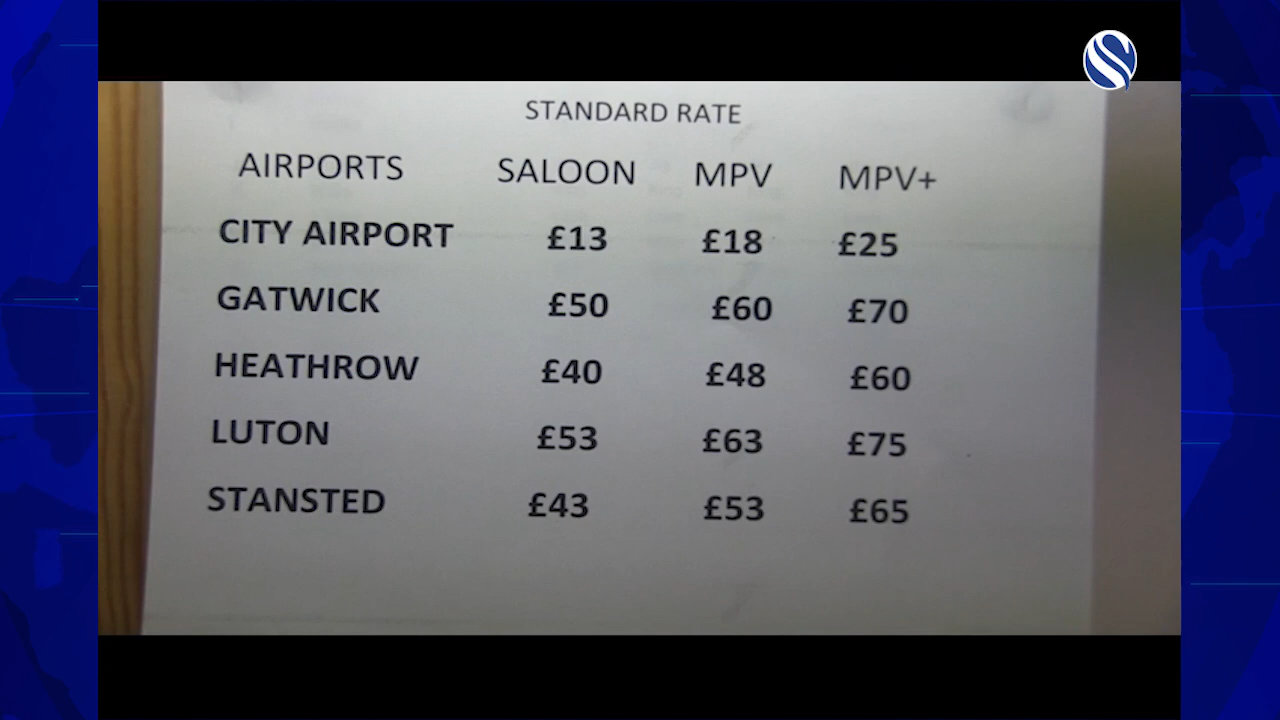 STANDARD RATE
AIRPORTS SALOON MPV MPV+
CITY AIRPORT £13 £18 £25
GATWICK £50 £60 £70
HEATHROW £40 £48 £60
LUTON £53 £63 £75
STANSTED £43 £53 £65